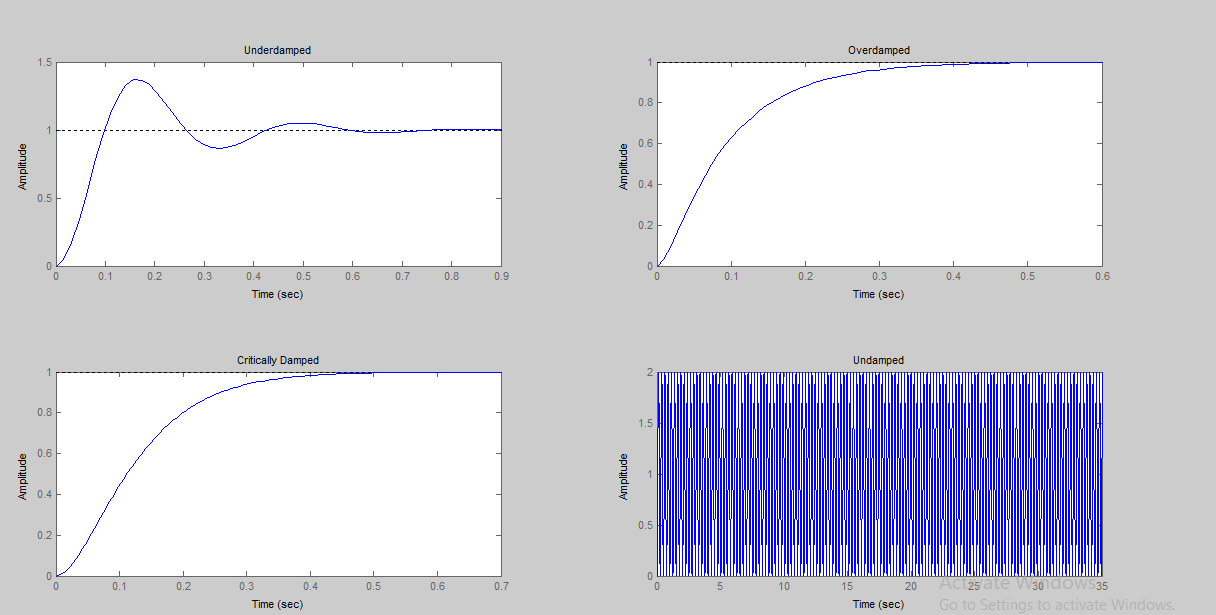 Underdamped
1.5
1
0.5
0
Amplitude
0 0.1 0.2 0.3 0.4 0.5 0.6 0.7 0.8 0.9
Time (sec)
Overdamped
1
0.8
0.6
0.4
0.2
0
Amplitude
0 0.1 0.2 0.3 0.4 0.5 0.6
Time (sec)
Critically Damped
1
0.8
0.6
0.4
0.2
0
Amplitude
0 0.1 0.2 0.3 0.4 0.5 0.6 0.7
Time (sec)
Undamped
2
1.5
1
0.5
0
Amplitude
0 5 10 15 20 25 30 35
Time (sec)
Activate Windows
Go to Settings to activate Windows.